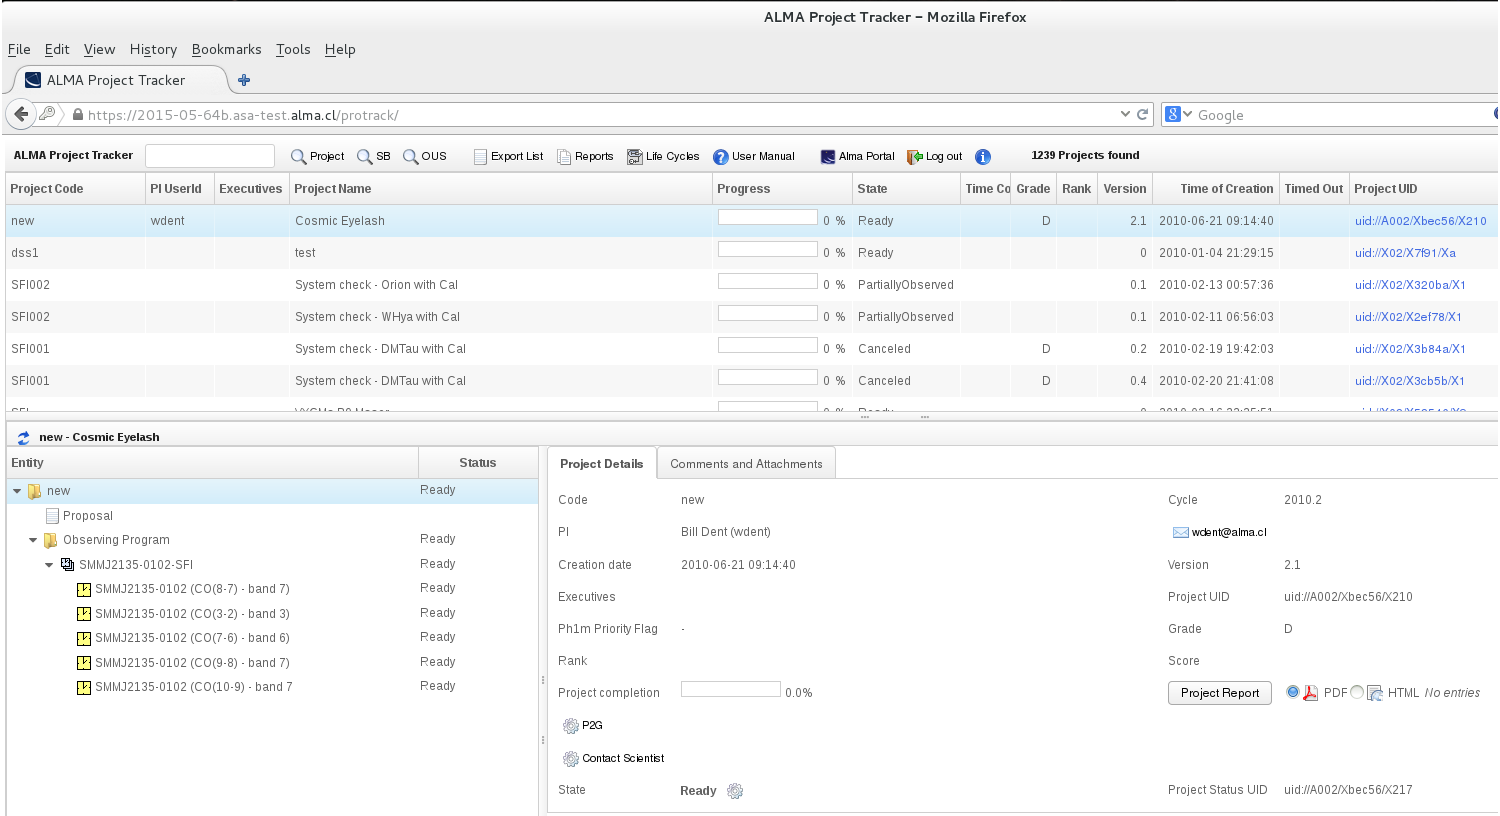 ALMA Project Tracker – Mozilla Firefox
File Edit View History Bookmarks Tools Help
ALMA Project Tracker
https://2015-05-64b.asa-test.alma.cl/protrack/ Google
ALMA Project Tracker Project SB OUS Export List Reports Life Cycles User Manual Alma Portal Log out 1239 Projects found
Project Code PI UserId Executives Project Name Progress State Time Co Grade Rank Version Time of Creation Timed Out Project UID
new wdent Cosmic Eyelash 0 % Ready D 2.1 2010-06-21 09:14:40 uid://A002/Xbec56/X210
dss1 test 0 % Ready 0 2010-01-04 21:29:15 uid://X02/X7f91/Xa
SFI002 System check - Orion with Cal 0 % PartiallyObserved 0.1 2010-02-13 00:57:36 uid://X02/X320ba/X1
SFI002 System check - WHya with Cal 0 % PartiallyObserved 0.1 2010-02-11 06:56:03 uid://X02/X2ef78/X1
SFI001 System check - DMTau with Cal 0 % Canceled D 0.2 2010-02-19 19:42:03 uid://X02/X3b84a/X1
SFI001 System check - DMTau with Cal 0 % Canceled D 0.4 2010-02-20 21:41:08 uid://X02/X3cb5b/X1
new - Cosmic Eyelash
Entity Status
new Ready
Proposal
Observing Program Ready
SMMJ2135-0102-SFI Ready
SMMJ2135-0102 (CO(8-7) - band 7) Ready
SMMJ2135-0102 (CO(3-2) - band 3) Ready
SMMJ2135-0102 (CO(7-6) - band 6) Ready
SMMJ2135-0102 (CO(9-8) - band 7) Ready
SMMJ2135-0102 (CO(10-9) - band 7 Ready
Project Details Comments and Attachments
Code new Cycle 2010.2
PI Bill Dent (wdent) wdent@alma.cl
Creation date 2010-06-21 09:14:40 Version 2.1
Executives Project UID uid://A002/Xbec56/X210
Ph1m Priority Flag - Grade D
Rank Score
Project completion 0.0% Project Report PDF HTML No entries
P2G
Contact Scientist
State Ready Project Status UID uid://A002/Xbec56/X217